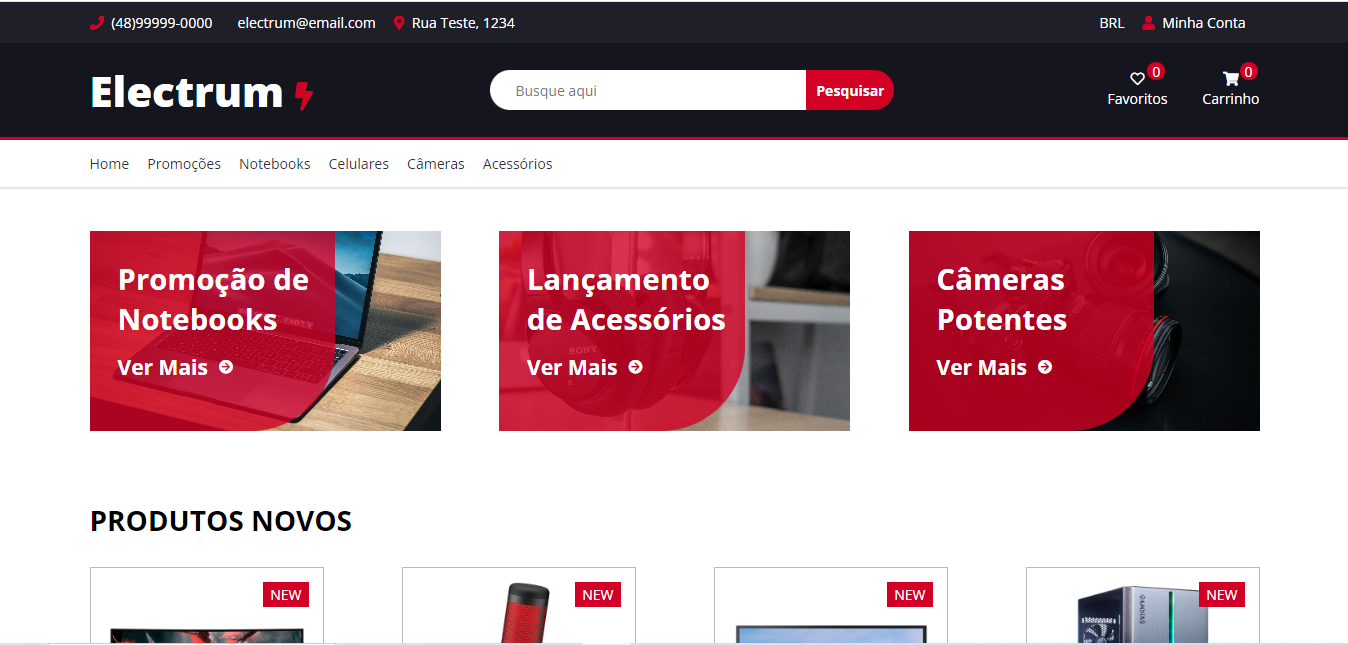 (48)99999-0000 electrum@email.com Rua Teste, 1234 BRL Minha Conta
Electrum
Busque aqui
Pesquisar
0
Favoritos
0
Carrinho
Home Promoções Notebooks Celulares Câmeras Acessórios
Promoção de
Notebooks
Ver Mais
Lançamento
de Acessórios
Ver Mais
SONY
Câmeras
Potentes
Ver Mais
PRODUTOS NOVOS
NEW
NEW
NEW
NEW
GAMDIAS